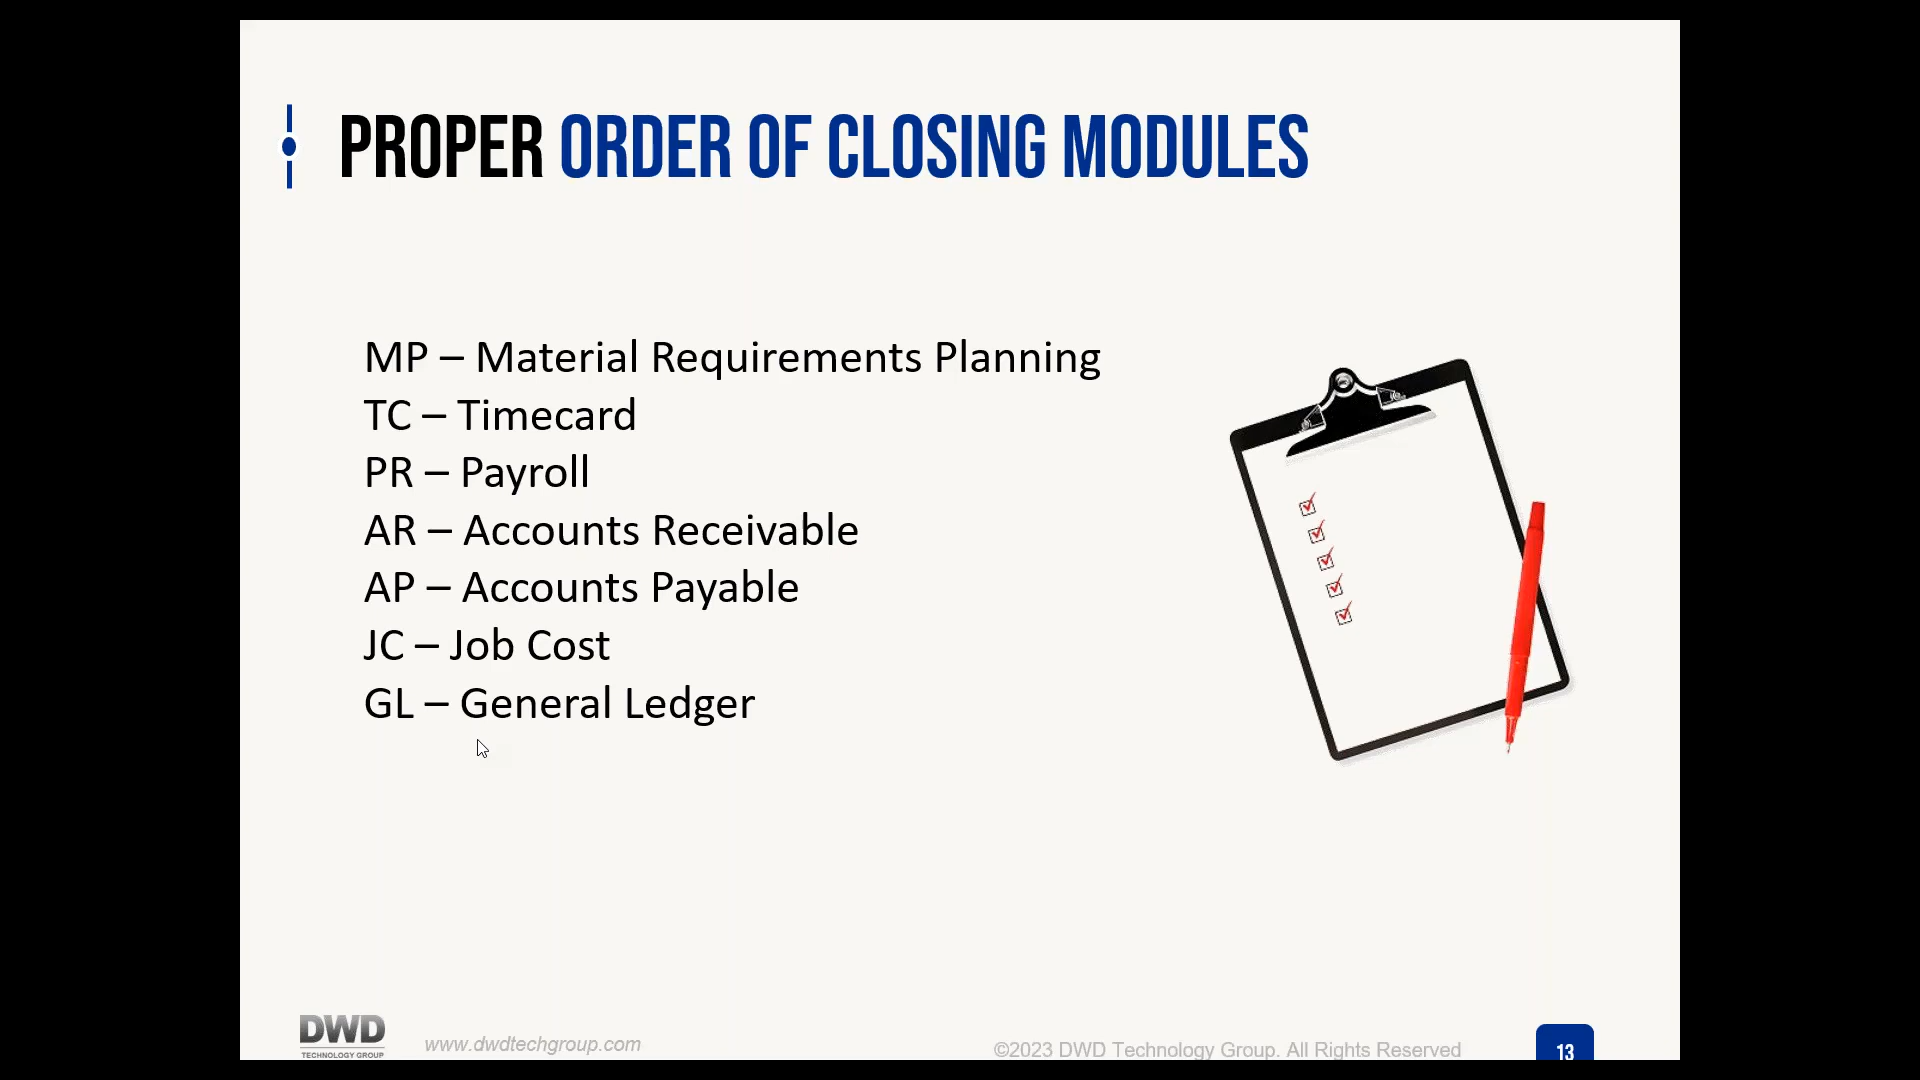 PROPER ORDER OF CLOSING MODULES
MP – Material Requirements Planning
TC – Timecard
PR – Payroll
AR – Accounts Receivable
AP – Accounts Payable
JC – Job Cost
GL – General Ledger
DWD
TECHNOLOGY GROUP
www.dwdtechgroup.com
©2023 DWD Technology Group. All Rights Reserved
13